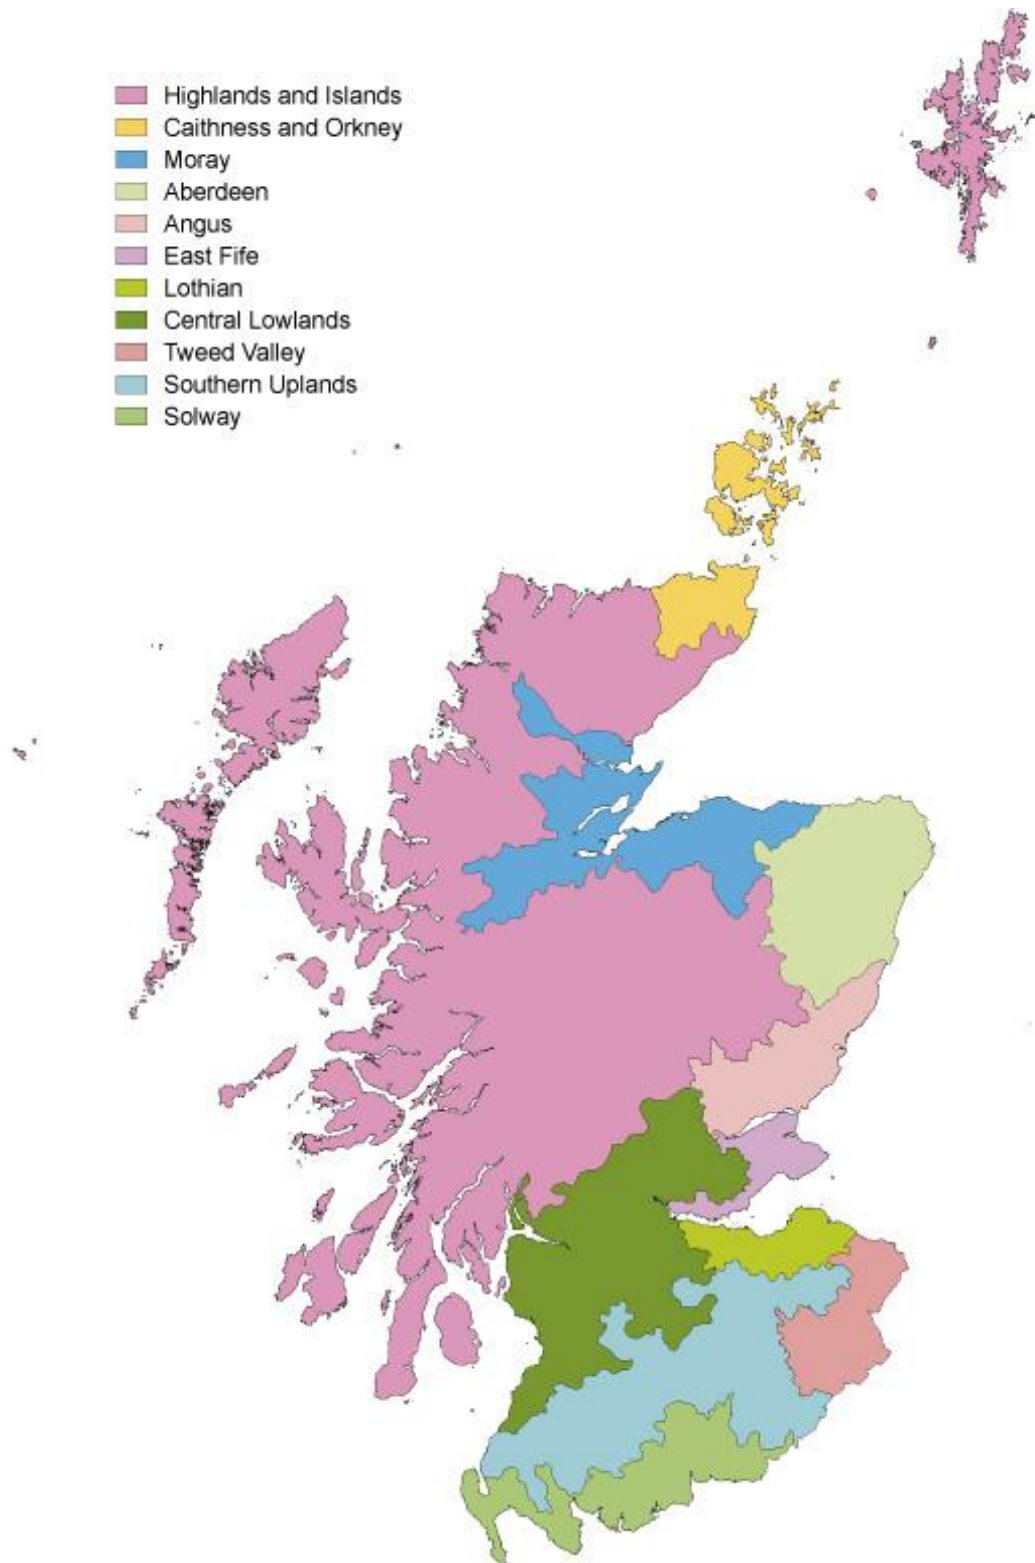 Highlands and Islands
Caithness and Orkney
Moray
Aberdeen
Angus
East Fife
Lothian
Central Lowlands
Tweed Valley
Southern Uplands
Solway